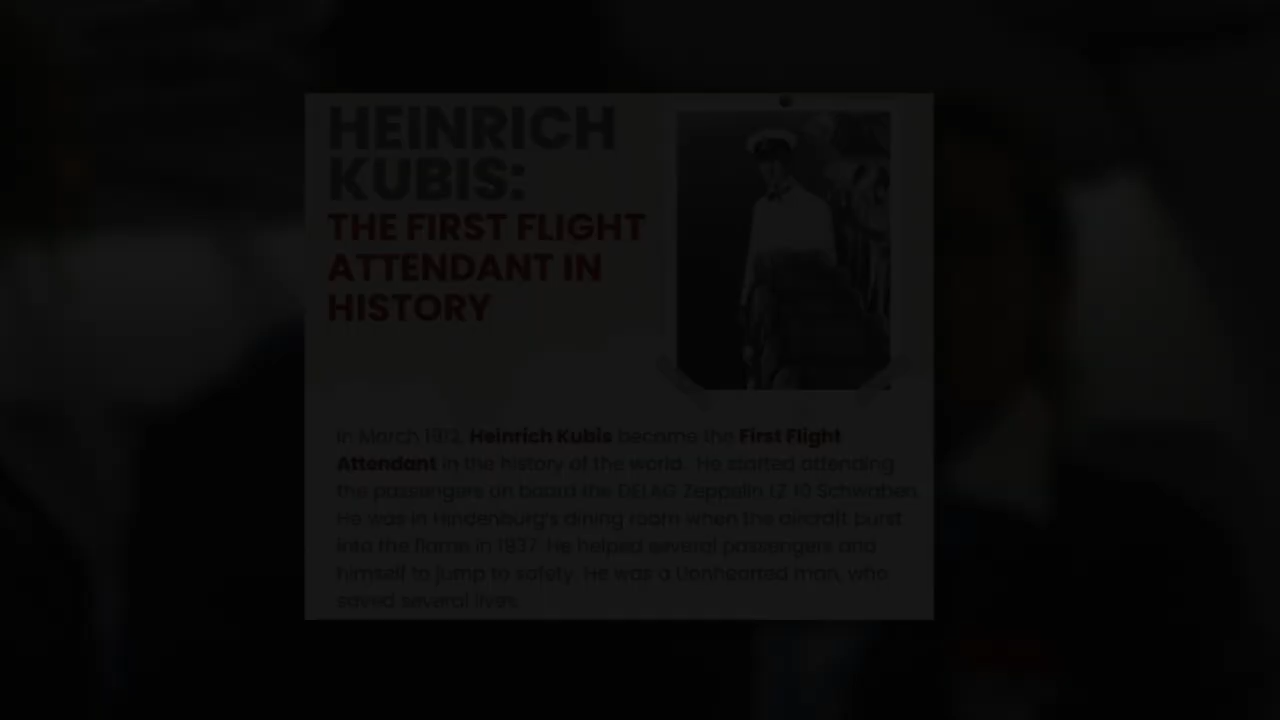 HEINRICH
KUBIS:
THE FIRST FLIGHT
ATTENDANT IN
HISTORY
In March 1912, Heinrich Kubis become the First Flight
Attendant in the history of the world. He started attending
the passengers on board the DELAG Zeppelin LZ 10 Schwaben.
He was in Hindenburg's dining room when the aircraft burst
into the flame in 1937. He helped several passengers and
himself to jump to safety. He was a Lionhearted man, who
saved several lives.